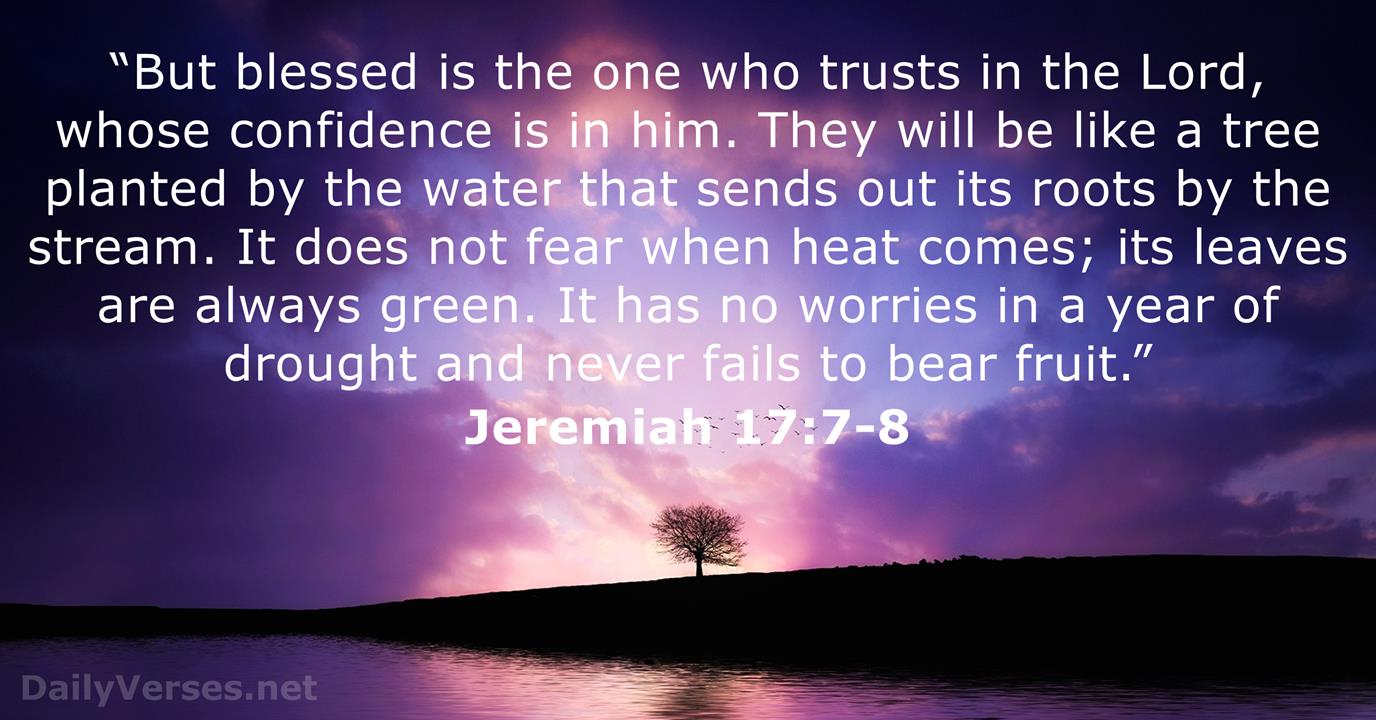 “But blessed is the one who trusts in the Lord,
whose confidence is in him. They will be like a tree
planted by the water that sends out its roots by the
stream. It does not fear when heat comes; its leaves
are always green. It has no worries in a year of
drought and never fails to bear fruit.”
Jeremiah 17:7-8
DailyVerses.net